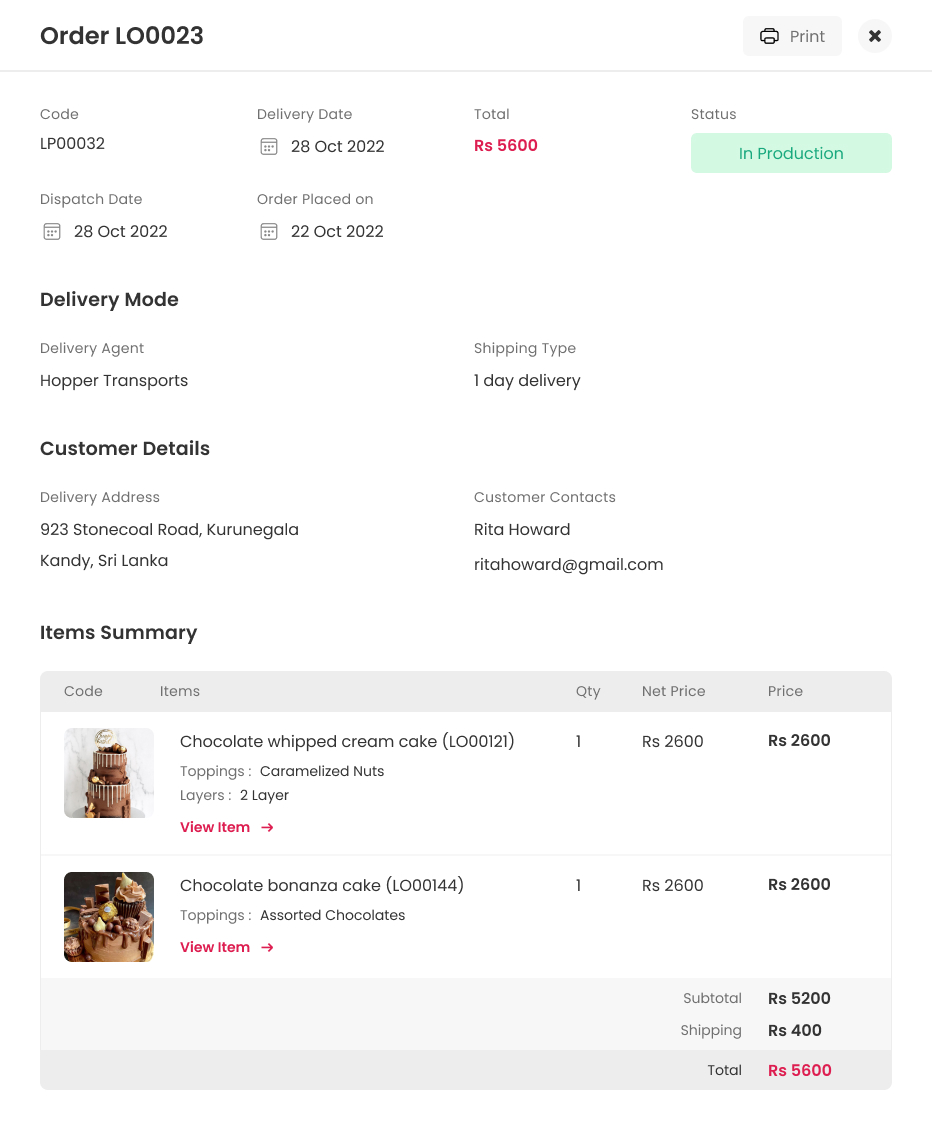 Order LO0023
Print
Code
LP00032
Delivery Date
28 Oct 2022
Total
Rs 5600
Status
In Production
Dispatch Date
28 Oct 2022
Order Placed on
22 Oct 2022
Delivery Mode
Delivery Agent
Hopper Transports
Shipping Type
1 day delivery
Customer Details
Delivery Address
923 Stonecoal Road, Kurunegala
Kandy, Sri Lanka
Customer Contacts
Rita Howard
ritahoward@gmail.com
Items Summary
Code Items Qty Net Price Price
Chocolate whipped cream cake (LO00121) 1 Rs 2600 Rs 2600
Toppings : Caramelized Nuts
Layers : 2 Layer
View Item
Chocolate bonanza cake (LO00144) 1 Rs 2600 Rs 2600
Toppings : Assorted Chocolates
View Item
Subtotal Rs 5200
Shipping Rs 400
Total Rs 5600